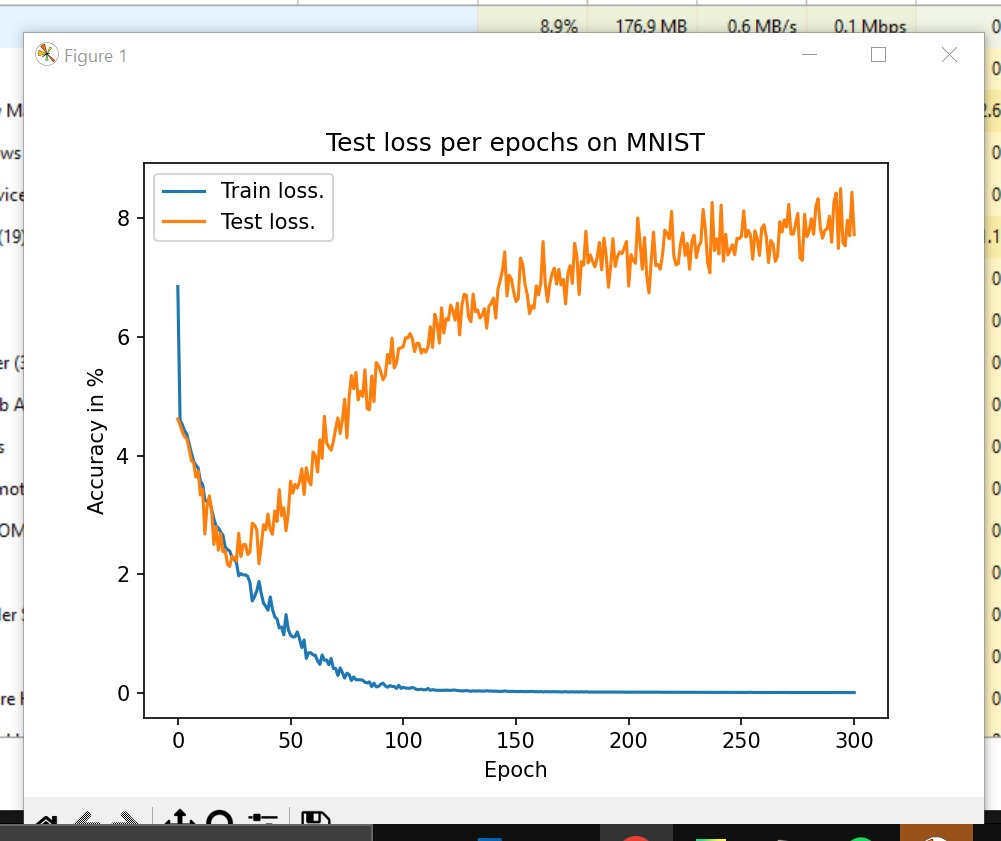 8.9% 176.9 MB 0.6 MB/s 0.1 Mbps
Figure 1
Test loss per epochs on MNIST
Train loss.
Test loss.
Accuracy in %
8
6
4
2
0
0 50 100 150 200 250 300
Epoch
(19)